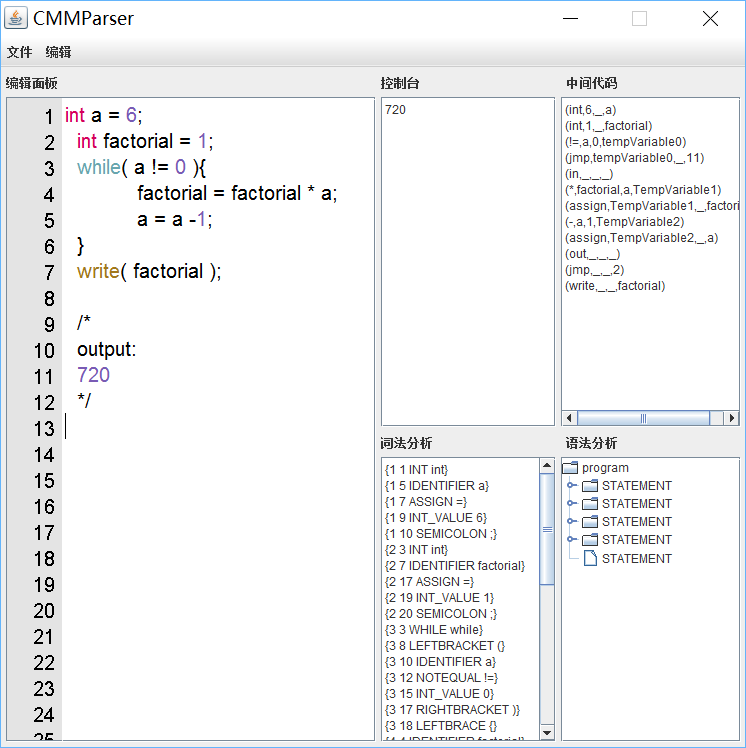 CMMParser
文件 编辑
编辑面板
1 int a = 6;
2 int factorial = 1;
3 while( a != 0 ){
4 factorial = factorial * a;
5 a = a -1;
6 }
7 write( factorial );
8
9 /*
10 output:
11 720
12 */
13
14
15
16
17
18
19
20
21
22
23
24
25
控制台
720
中间代码
(int,6,_,a)
(int,1,_,factorial)
(!=,a,0,tempVariable0)
(jmp,tempVariable0,_,11)
(in,_,_,_)
(*,factorial,a,TempVariable1)
(assign,TempVariable1,_,factori
(-,a,1,TempVariable2)
(assign,TempVariable2,_,a)
(out,_,_,_)
(jmp,_,_,2)
(write,_,_,factorial)
词法分析
{1 1 INT int}
{1 5 IDENTIFIER a}
{1 7 ASSIGN =}
{1 9 INT_VALUE 6}
{1 10 SEMICOLON ;}
{2 3 INT int}
{2 7 IDENTIFIER factorial}
{2 17 ASSIGN =}
{2 19 INT_VALUE 1}
{2 20 SEMICOLON ;}
{3 3 WHILE while}
{3 8 LEFTBRACKET (}
{3 10 IDENTIFIER a}
{3 12 NOTEQUAL !=}
{3 15 INT_VALUE 0}
{3 17 RIGHTBRACKET )}
{3 18 LEFTBRACE {}
{4 4 IDENTIFIER factorial}
语法分析
program
STATEMENT
STATEMENT
STATEMENT
STATEMENT
STATEMENT